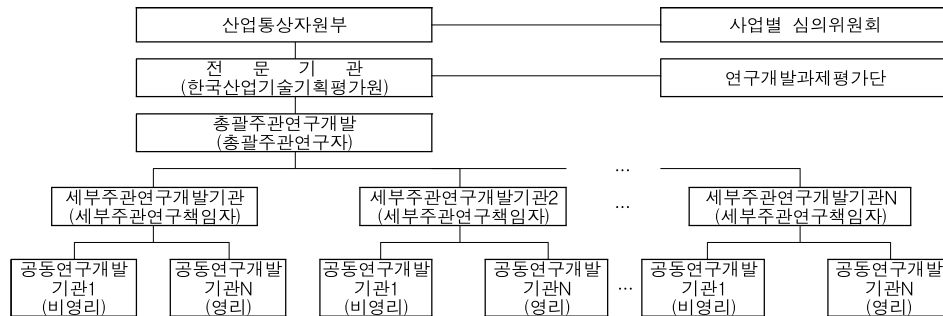 산업통상자원부
사업별 심의위원회
전 문 기 관
(한국산업기술기획평가원)
연구개발과제평가단
총괄주관연구개발
(총괄주관연구자)
...
세부주관연구개발기관
(세부주관연구책임자)
세부주관연구개발기관2
(세부주관연구책임자)
...
세부주관연구개발기관N
(세부주관연구책임자)
공동연구개발
기관1
(비영리)
공동연구개발
기관N
(영리)
공동연구개발
기관1
(비영리)
공동연구개발
기관N
(영리)
...
공동연구개발
기관1
(비영리)
공동연구개발
기관N
(영리)